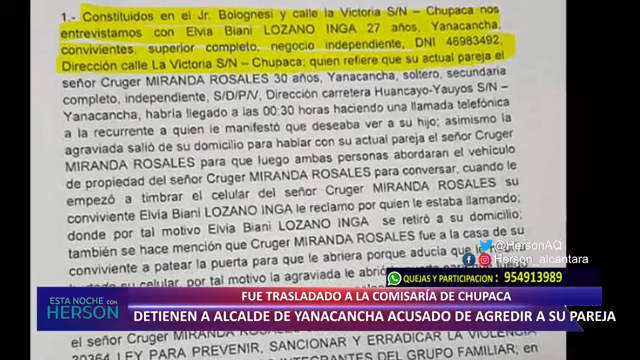 1.- Constituidos en el Jr. Bolognesi y calle la Victoria S/N – Chupaca nos
entrevistamos con Elvia Biani LOZANO INGA 27 años, Yanacancha,
convivientes, superior completo, negocio independiente, DNI 46983492,
Dirección calle La Victoria S/N – Chupaca; quien refiere que su actual pareja el
señor Cruger MIRANDA ROSALES 30 años, Yanacancha, soltero, secundaria
completo, independiente, S/D/P/V, Dirección carretera Huancayo-Yauyos S/N –
Yanacancha, habría llegado a las 00:30 horas haciendo una llamada telefónica
a la recurrente a quien le manifestó que deseaba ver a su hijo; asimismo la
agraviada salió de su domicilio para hablar con su actual pareja el señor Cruger
MIRANDA ROSALES para que luego ambas personas abordaran el vehículo
de propiedad del señor Cruger MIRANDA ROSALES para conversar, cuando le
empezó a timbrar el celular del señor Cruger MIRANDA ROSALES su
conviviente Elvia Biani LOZANO INGA le reclamo por quien le estaba llamando;
donde por tal motivo Elvia Biani LOZANO INGA se retiró a su domicilio;
también se hace mención que Cruger MIRANDA ROSALES fue a la casa de su
conviviente a patear la puerta para que le abriera porque aducía que le
su celular, por tal motivo la agraviada le abrió
@HersonAQ
Herson_alcantara
QUEJAS Y PARTICIPACION : 954913989
ESTA NOCHE CON
HERSON
FUE TRASLADADO A LA COMISARÍA DE CHUPACA
DETIENEN A ALCALDE DE YANACANCHA ACUSADO DE AGREDIR A SU PAREJA
el señor Cruger MIRANDA ROSALES
30364 LEY PARA PREVENIR, SANCIONAR Y ERRADICAR LA VIOLENCIA
INTEGRANTES DEL GRUPO FAMILIAR; en